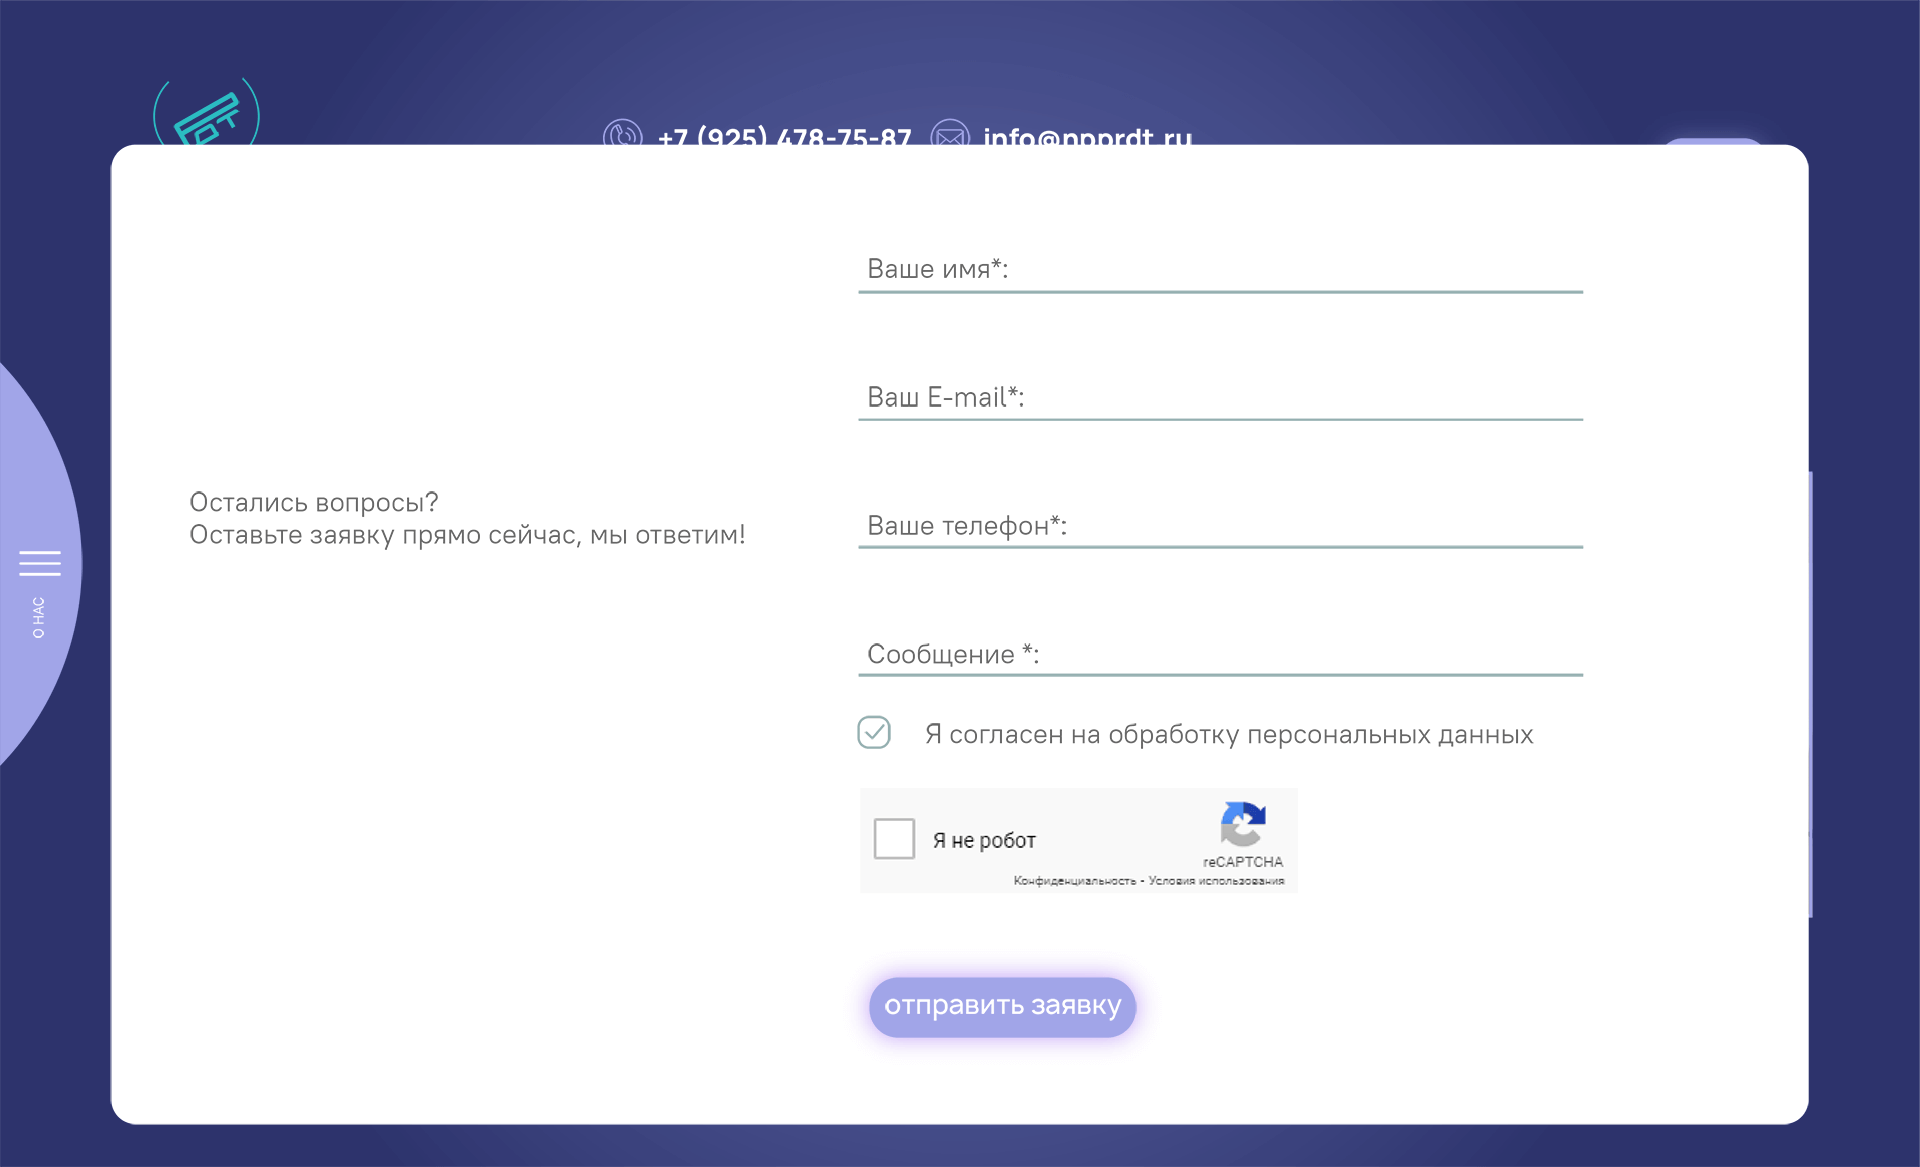 +7 (925) 478-75-87 info@npprdt.ru
Ваше имя*:
Ваш E-mail*:
Остались вопросы?
Оставьте заявку прямо сейчас, мы ответим!
Ваше телефон*:
О НАС
Сообщение *:
Я согласен на обработку персональных данных
Я не робот
reCAPTCHA
Конфиденциальность - Условия использования
отправить заявку